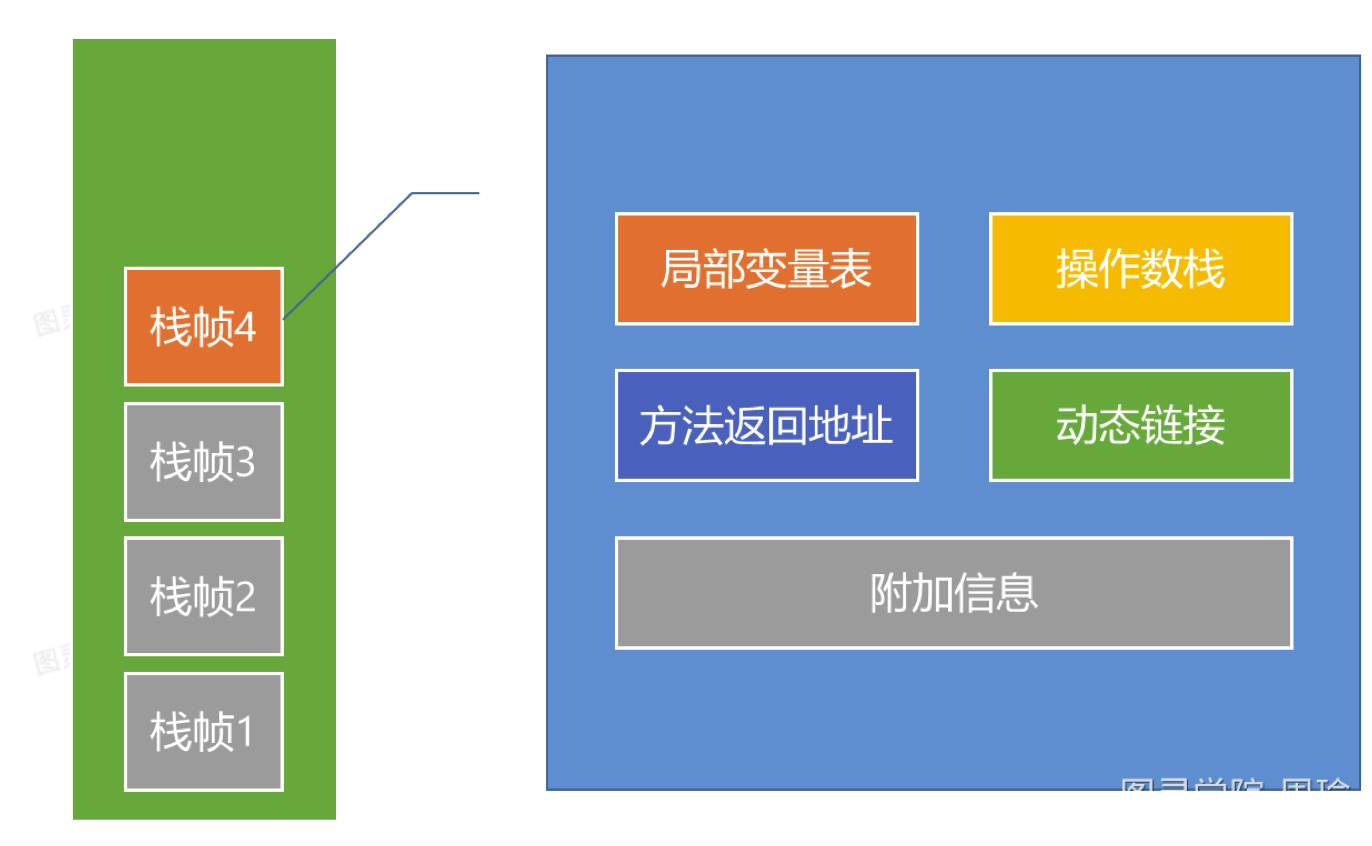 栈帧4
栈帧3
栈帧2
栈帧1
局部变量表
操作数栈
方法返回地址
动态链接
附加信息
图灵学院 周瑜